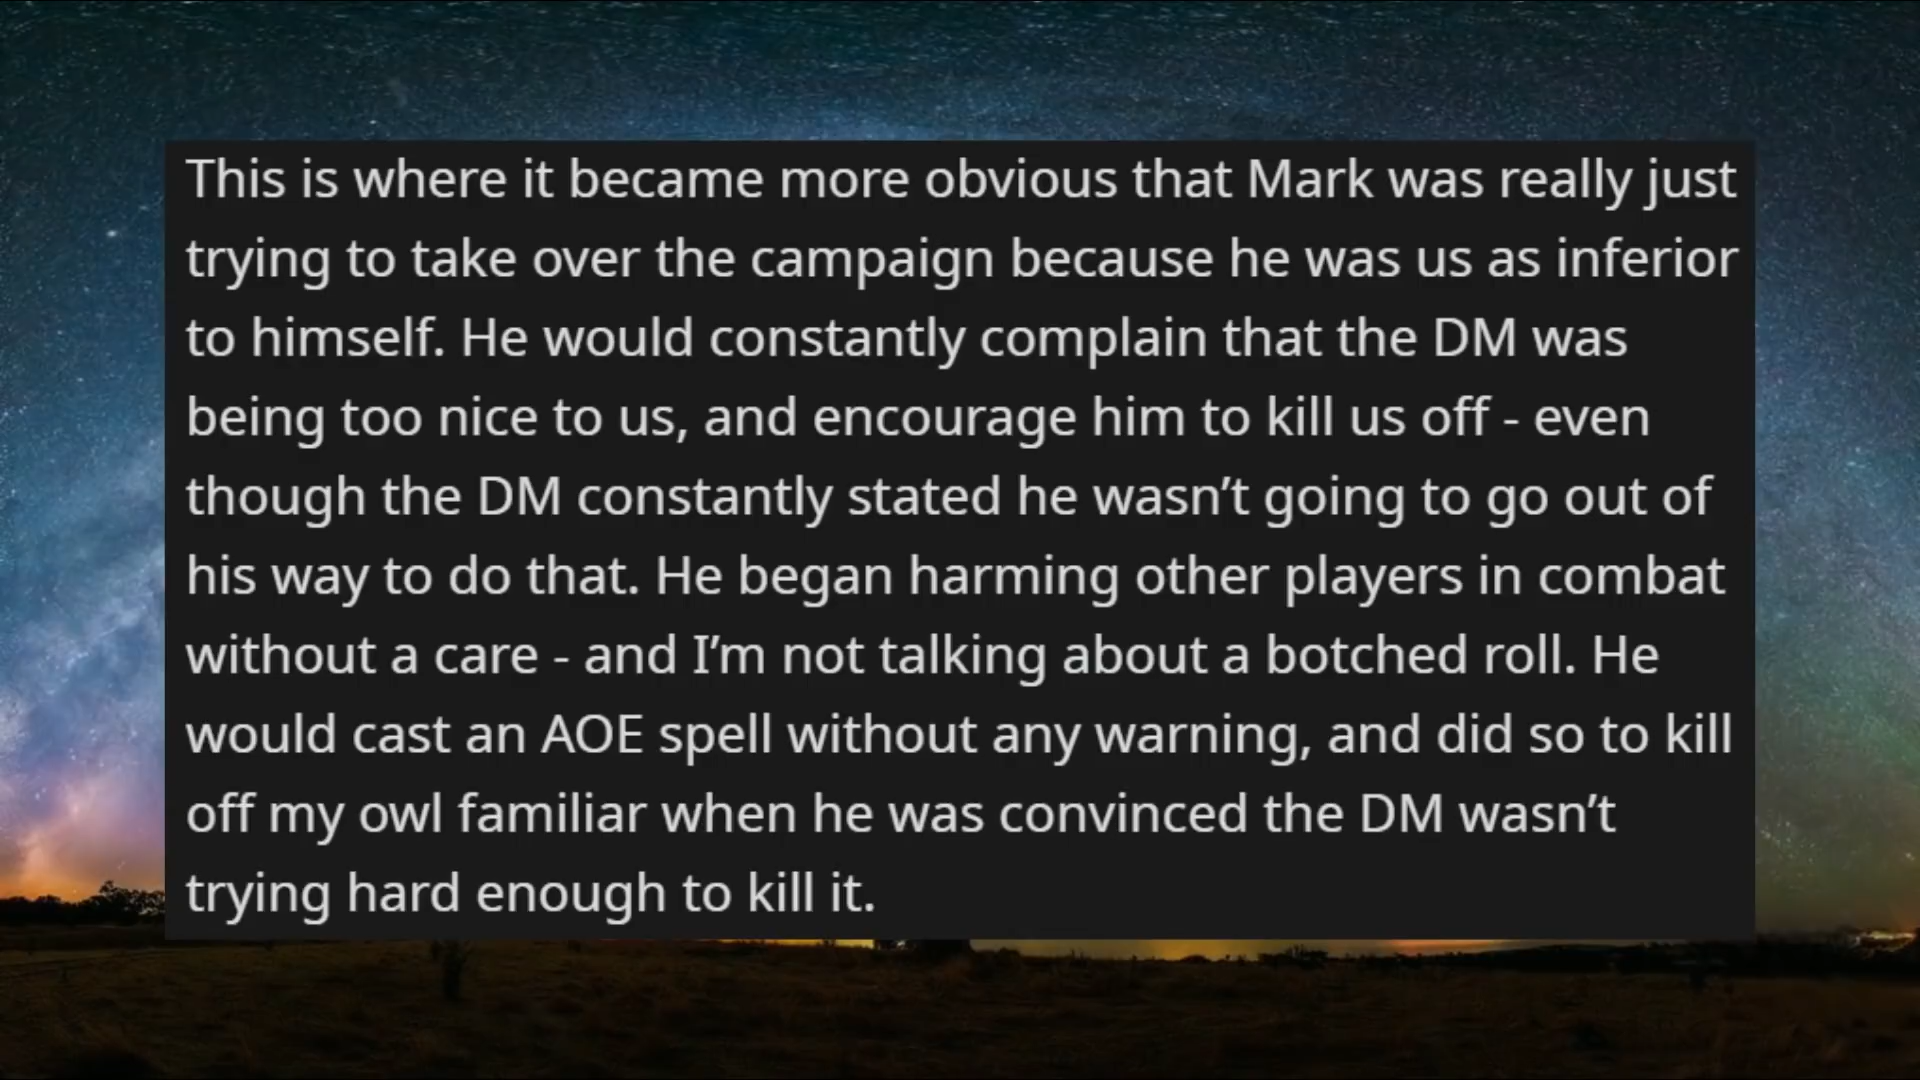 This is where it became more obvious that Mark was really just
trying to take over the campaign because he was us as inferior
to himself. He would constantly complain that the DM was
being too nice to us, and encourage him to kill us off - even
though the DM constantly stated he wasn’t going to go out of
his way to do that. He began harming other players in combat
without a care - and I’m not talking about a botched roll. He
would cast an AOE spell without any warning, and did so to kill
off my owl familiar when he was convinced the DM wasn’t
trying hard enough to kill it.